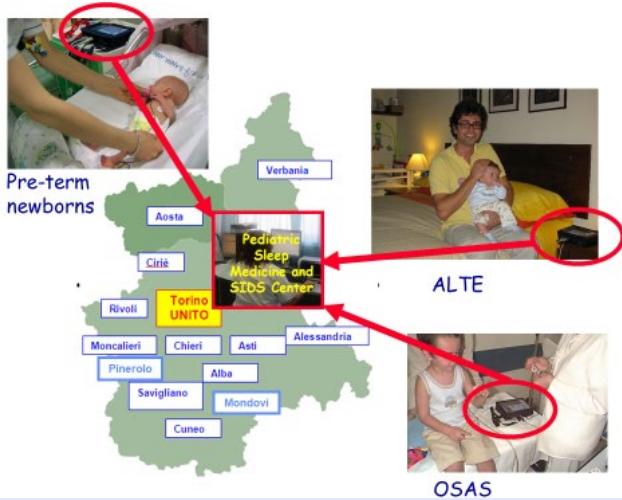 Pre-term
newborns
Verbania
Aosta
Pediatric
Sleep
Medicine and
SIDS Center
Ciriè
ALTE
Torino
UNITO
Rivoli
Alessandria
Moncalieri
Chieri
Asti
Pinerolo
Alba
Savigliano
Mondovì
Cuneo
OSAS